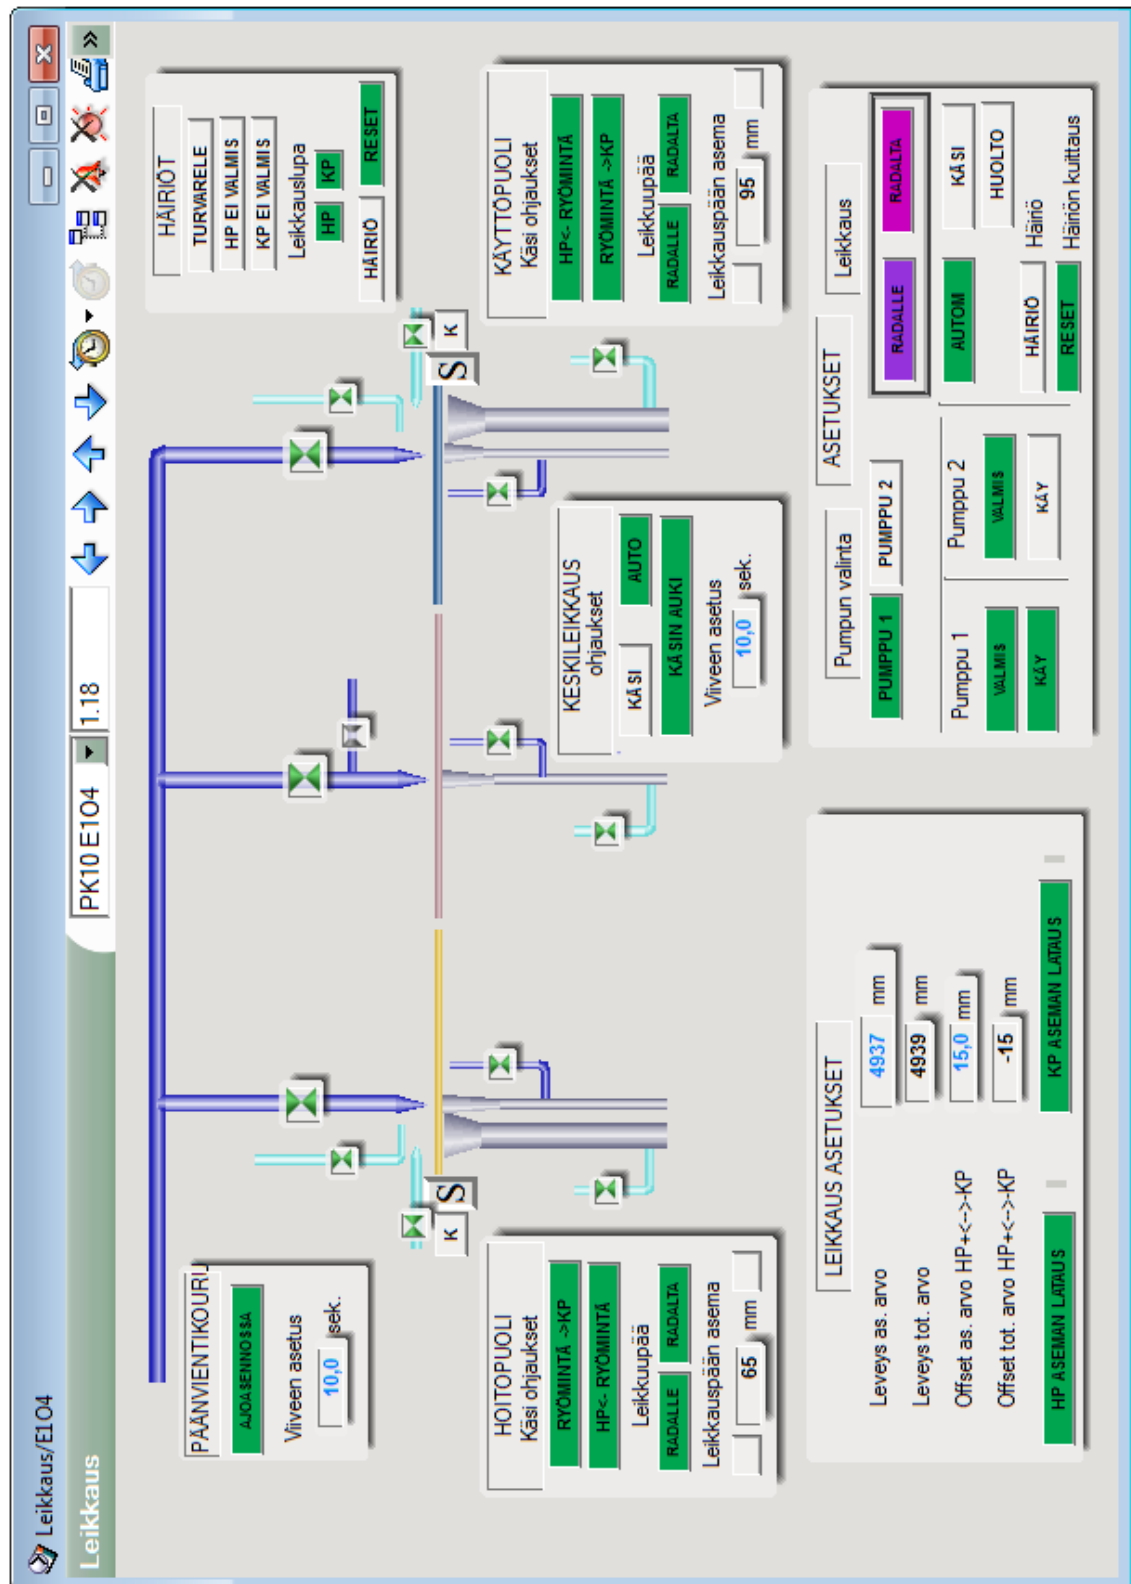 Leikkaus/E1O4
Leikkaus
PK10 E1O4
1.18
»
PÄÄNVIENTIKOURU
AJOASENNOSSA
Viiveen asetus
10,0 sek.
HÄIRIÖT
TURVARELE
HP EI VALMIS
KP EI VALMIS
Leikkauslupa
HP KP
HÄIRIÖ RESET
K S
S K
HOITOPUOLI
Käsi ohjaukset
RYÖMINTÄ ->KP
HP<- RYÖMINTÄ
Leikkuupää
RADALLE RADALTA
Leikkauspään asema
65 mm
KESKILEIKKAUS
ohjaukset
KÄSI AUTO
KÄSIN AUKI
Viiveen asetus
10,0 sek.
KÄYTTÖPUOLI
Käsi ohjaukset
HP<- RYÖMINTÄ
RYÖMINTÄ ->KP
Leikkuupää
RADALLE RADALTA
Leikkauspään asema
95 mm
LEIKKAUS ASETUKSET
Leveys as. arvo 4937 mm
Leveys tot. arvo 4939 mm
Offset as. arvo HP+<-->-KP 15,0 mm
Offset tot. arvo HP+<-->-KP -15 mm
HP ASEMAN LATAUS KP ASEMAN LATAUS
ASETUKSET
Pumpun valinta
PUMPPU 1 PUMPPU 2
Pumppu 1 Pumppu 2
VALMIS VALMIS
KÄY KÄY
Leikkaus
RADALLE RADALTA
AUTOM KÄSI
HUOLTO
HÄIRIÖ Häiriö
RESET Häiriön kuittaus